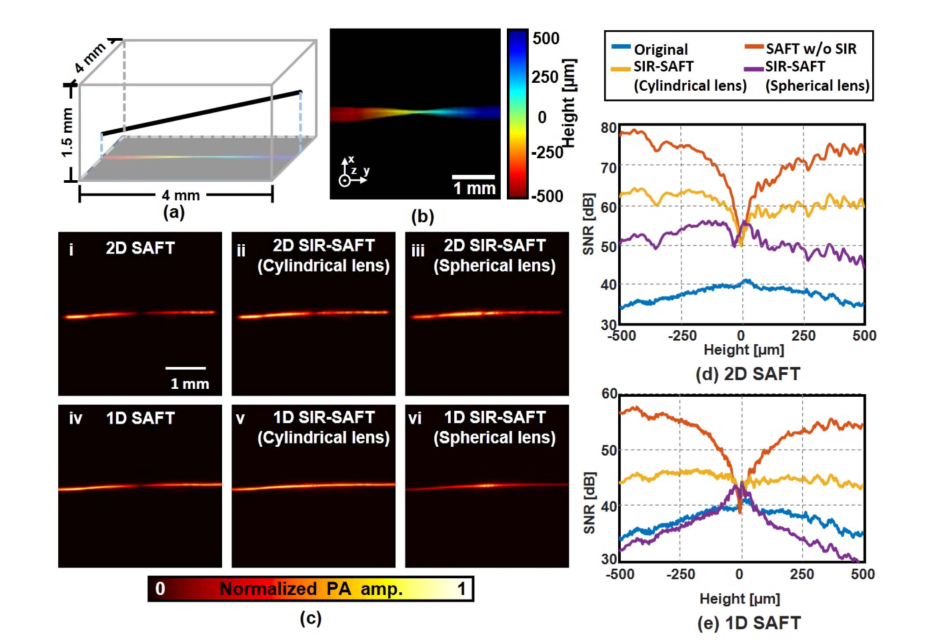 4 mm
1.5 mm
4 mm
(a)
x
z
y
1 mm
(b)
500
250
0
-250
-500
Height [µm]
Original
SAFT w/o SIR
SIR-SAFT
(Cylindrical lens)
SIR-SAFT
(Spherical lens)
i
2D SAFT
1 mm
ii
2D SIR-SAFT
(Cylindrical lens)
iii
2D SIR-SAFT
(Spherical lens)
iv
1D SAFT
v
1D SIR-SAFT
(Cylindrical lens)
vi
1D SIR-SAFT
(Spherical lens)
0 Normalized PA amp. 1
(c)
80
70
60
50
40
30
SNR [dB]
-500 -250 0 250 500
Height [µm]
(d) 2D SAFT
60
50
40
30
SNR [dB]
-500 -250 0 250 500
Height [µm]
(e) 1D SAFT